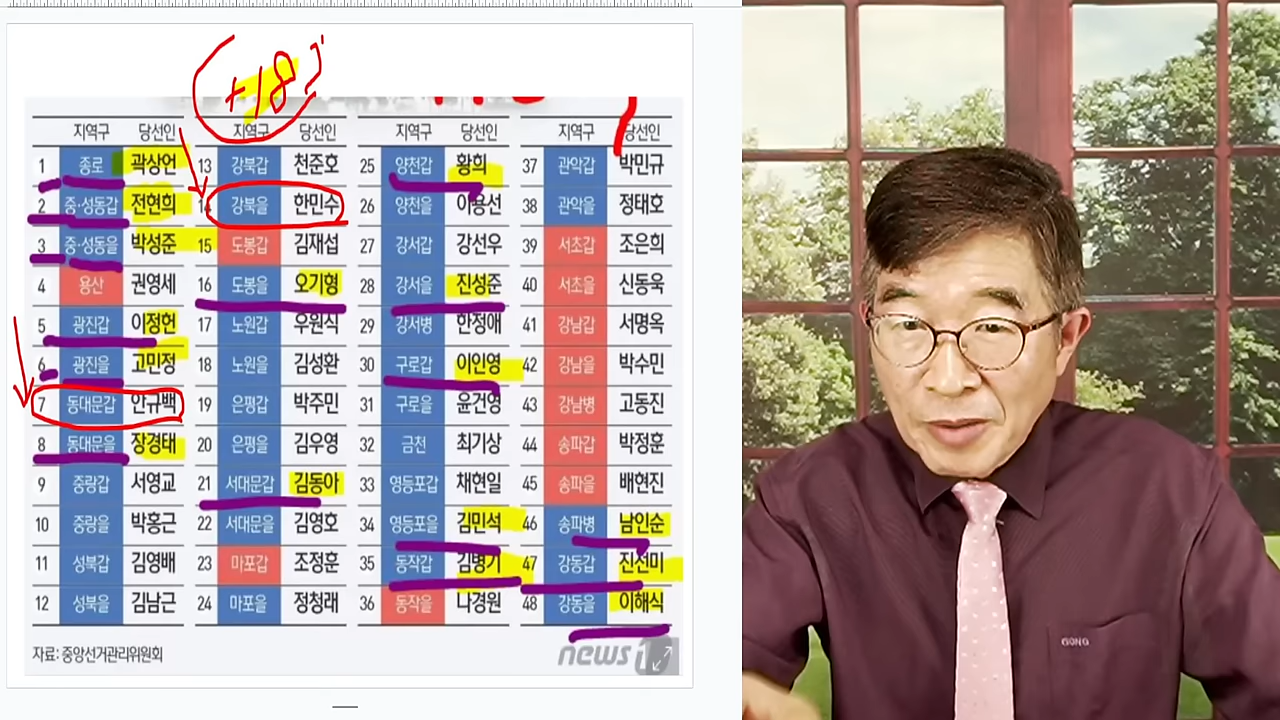 +18
지역구 당선인 지역구 당선인 지역구 당선인 지역구 당선인
1 종로 곽상언 13 강북갑 천준호 25 양천갑 황희 37 관악갑 박민규
2 중·성동갑 전현희 14 강북을 한민수 26 양천을 이용선 38 관악을 정태호
3 중·성동을 박성준 15 도봉갑 김재섭 27 강서갑 강선우 39 서초갑 조은희
4 용산 권영세 16 도봉을 오기형 28 강서을 진성준 40 서초을 신동욱
5 광진갑 이정헌 17 노원갑 우원식 29 강서병 한정애 41 강남갑 서명옥
6 광진을 고민정 18 노원을 김성환 30 구로갑 이인영 42 강남을 박수민
7 동대문갑 안규백 19 은평갑 박주민 31 구로을 윤건영 43 강남병 고동진
8 동대문을 장경태 20 은평을 김우영 32 금천 최기상 44 송파갑 박정훈
9 중랑갑 서영교 21 서대문갑 김동아 33 영등포갑 채현일 45 송파을 배현진
10 중랑을 박홍근 22 서대문을 김영호 34 영등포을 김민석 46 송파병 남인순
11 성북갑 김영배 23 마포갑 조정훈 35 동작갑 김병기 47 강동갑 진선미
12 성북을 김남근 24 마포을 정청래 36 동작을 나경원 48 강동을 이해식
자료: 중앙선거관리위원회
news1
GONG